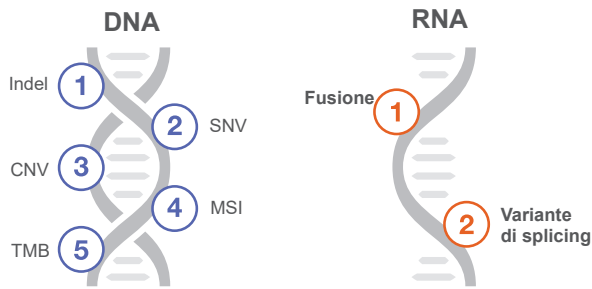 DNA
RNA
Indel 1
2 SNV
CNV 3
4 MSI
TMB 5
Fusione 1
2 Variante
di splicing